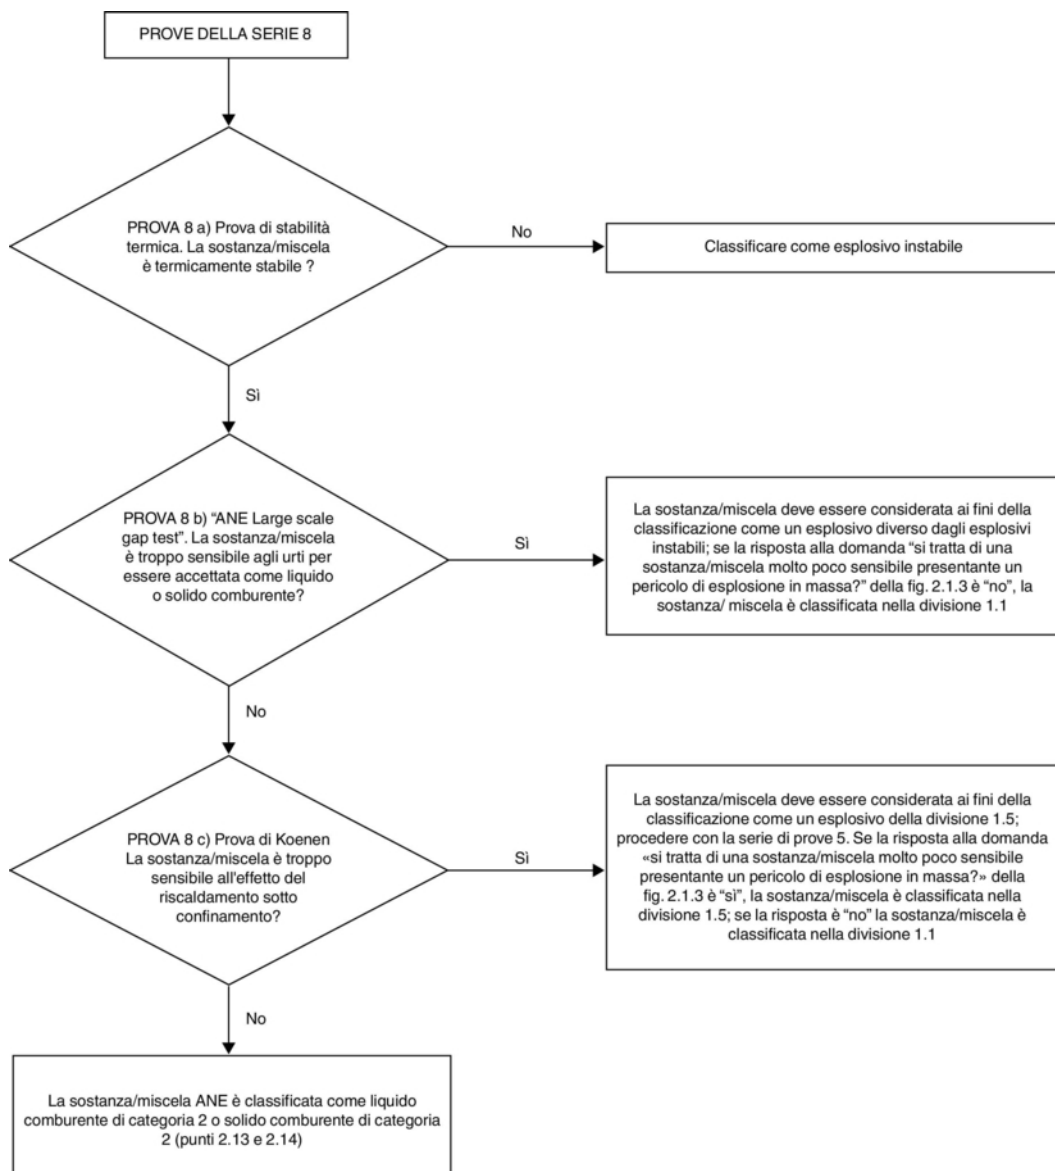 PROVE DELLA SERIE 8
PROVA 8 a) Prova di stabilità
termica. La sostanza/miscela
è termicamente stabile ?
No
Classificare come esplosivo instabile
Sì
PROVA 8 b) “ANE Large scale
gap test”. La sostanza/miscela
è troppo sensibile agli urti per
essere accettata come liquido
o solido comburente?
Sì
La sostanza/miscela deve essere considerata ai fini della
classificazione come un esplosivo diverso dagli esplosivi
instabili; se la risposta alla domanda “si tratta di una
sostanza/miscela molto poco sensibile presentante un
pericolo di esplosione in massa?” della fig. 2.1.3 è “no”, la
sostanza/ miscela è classificata nella divisione 1.1
No
PROVA 8 c) Prova di Koenen
La sostanza/miscela è troppo
sensibile all'effetto del
riscaldamento sotto
confinamento?
Sì
La sostanza/miscela deve essere considerata ai fini della
classificazione come un esplosivo della divisione 1.5;
procedere con la serie di prove 5. Se la risposta alla domanda
«si tratta di una sostanza/miscela molto poco sensibile
presentante un pericolo di esplosione in massa?» della
fig. 2.1.3 è “sì”, la sostanza/miscela è classificata nella
divisione 1.5; se la risposta è “no” la sostanza/miscela è
classificata nella divisione 1.1
No
La sostanza/miscela ANE è classificata come liquido
comburente di categoria 2 o solido comburente di categoria
2 (punti 2.13 e 2.14)